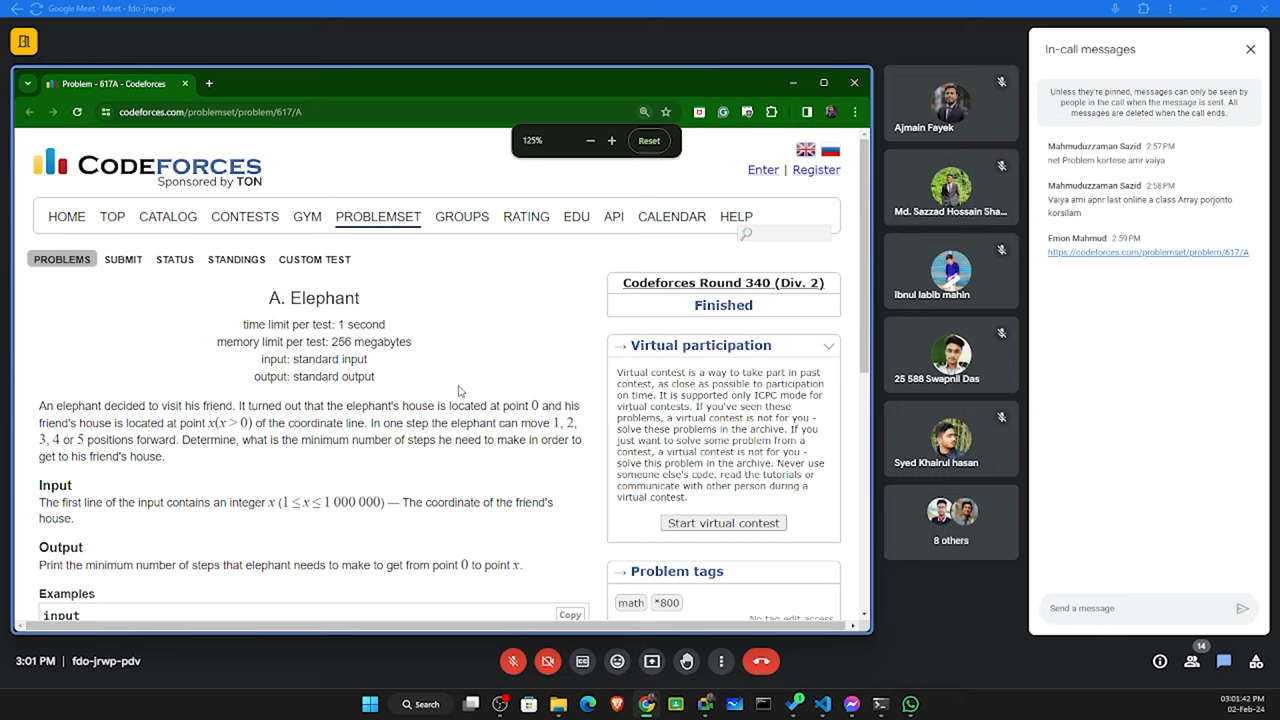 Google Meet - Meet - fdo-jrwp-pdv
Problem - 617A - Codeforces
codeforces.com/problemset/problem/617/A
125%
Reset
CODEFORCES
Sponsored by TON
Enter | Register
HOME TOP CATALOG CONTESTS GYM PROBLEMSET GROUPS RATING EDU API CALENDAR HELP
PROBLEMS SUBMIT STATUS STANDINGS CUSTOM TEST
A. Elephant
time limit per test: 1 second
memory limit per test: 256 megabytes
input: standard input
output: standard output
An elephant decided to visit his friend. It turned out that the elephant's house is located at point 0 and his
friend's house is located at point x(x > 0) of the coordinate line. In one step the elephant can move 1, 2,
3, 4 or 5 positions forward. Determine, what is the minimum number of steps he need to make in order to
get to his friend's house.
Input
The first line of the input contains an integer x (1 ≤ x ≤ 1 000 000) — The coordinate of the friend's
house.
Output
Print the minimum number of steps that elephant needs to make to get from point 0 to point x.
Examples
input
Copy
Codeforces Round 340 (Div. 2)
Finished
→ Virtual participation
Virtual contest is a way to take part in past
contest, as close as possible to participation
on time. It is supported only ICPC mode for
virtual contests. If you've seen these
problems, a virtual contest is not for you -
solve these problems in the archive. If you
just want to solve some problem from a
contest, a virtual contest is not for you -
solve this problem in the archive. Never use
someone else's code, read the tutorials or
communicate with other person during a
virtual contest.
Start virtual contest
→ Problem tags
math *800
No tag edit access
Ajmain Fayek
Md. Sazzad Hossain Sha...
Ibnul labib mahin
25 588 Swapnil Das
Syed Khairul hasan
8 others
In-call messages
Unless they're pinned, messages can only be seen by
people in the call when the message is sent. All
messages are deleted when the call ends.
Mahmuduzzaman Sazid 2:57 PM
net Problem kortese amr vaiya
Mahmuduzzaman Sazid 2:58 PM
Vaiya ami apnr last online a class Array porjonto
korsilam
Emon Mahmud 2:59 PM
https://codeforces.com/problemset/problem/617/A
Send a message
3:01 PM | fdo-jrwp-pdv
14
Search
03:01:42 PM
02-Feb-24